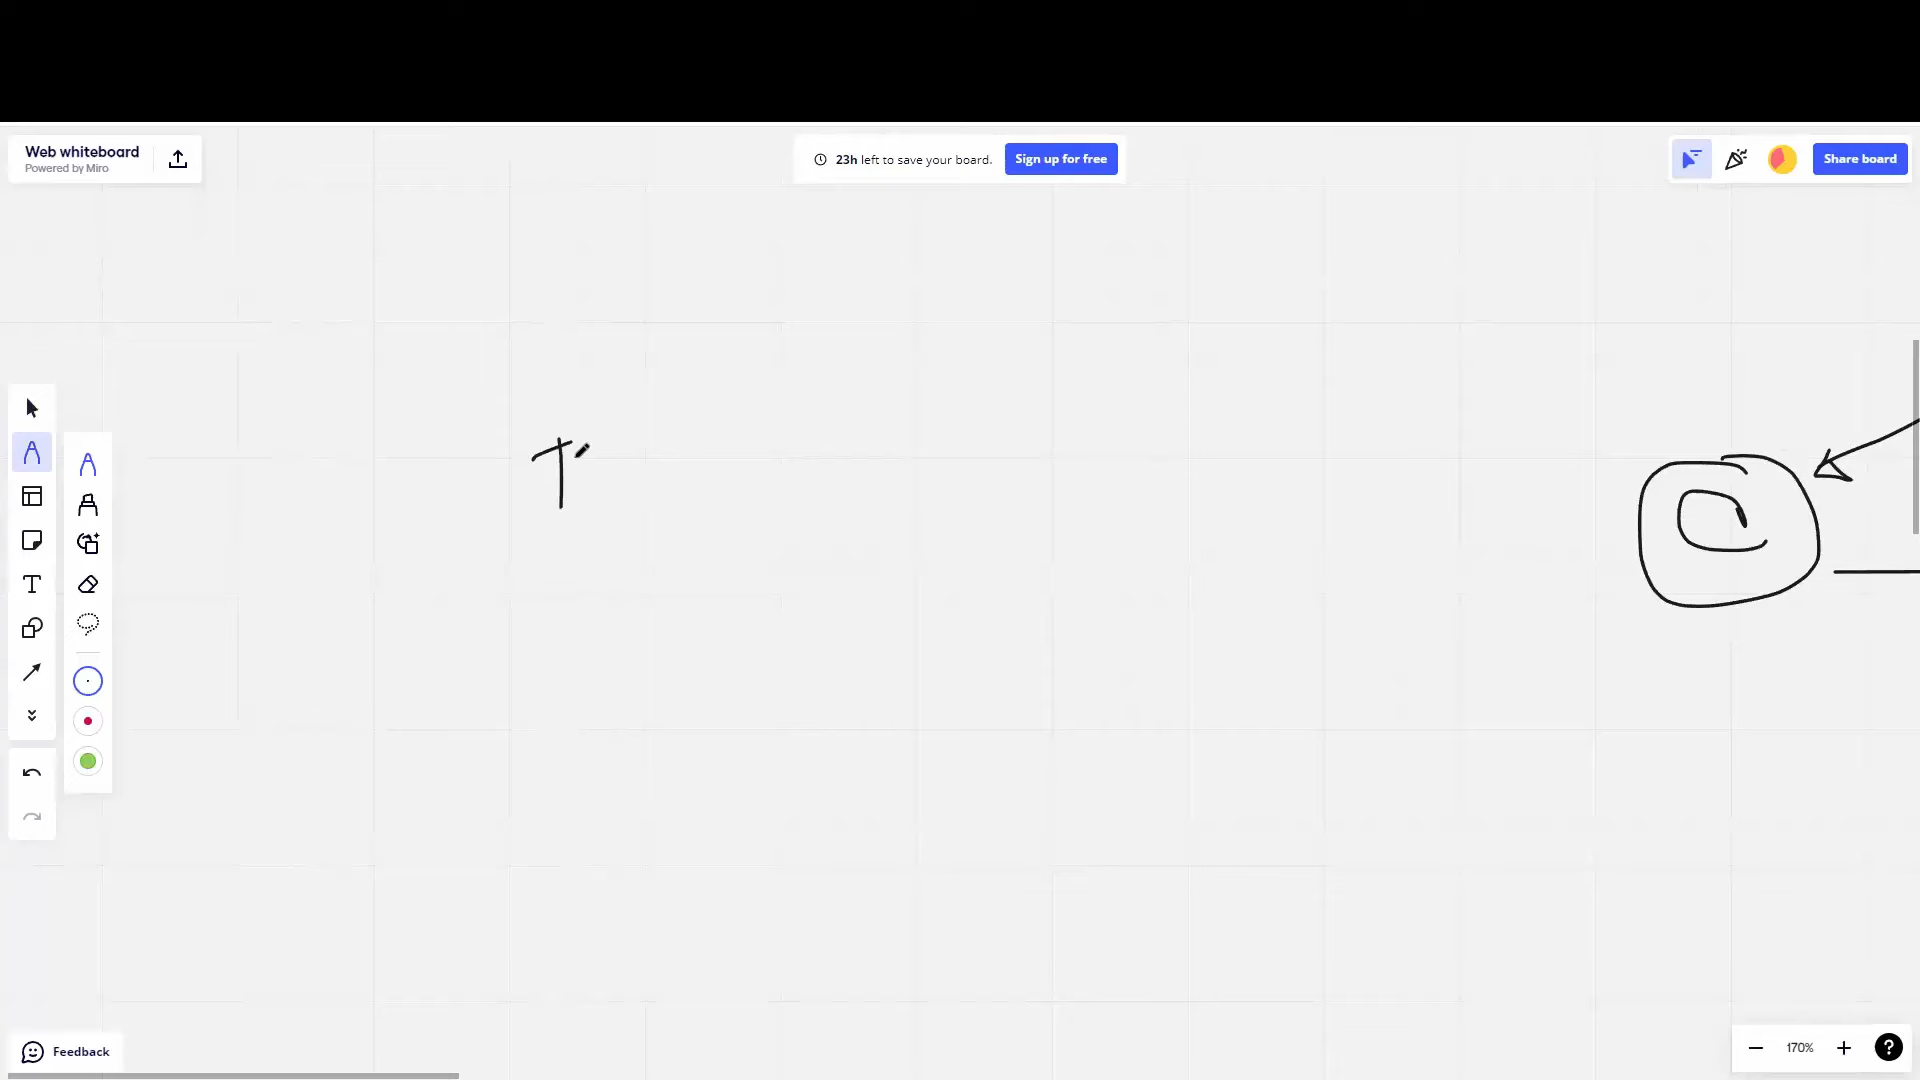 Web whiteboard
Powered by Miro
23h left to save your board.
Sign up for free
Share board
T
Feedback
170%